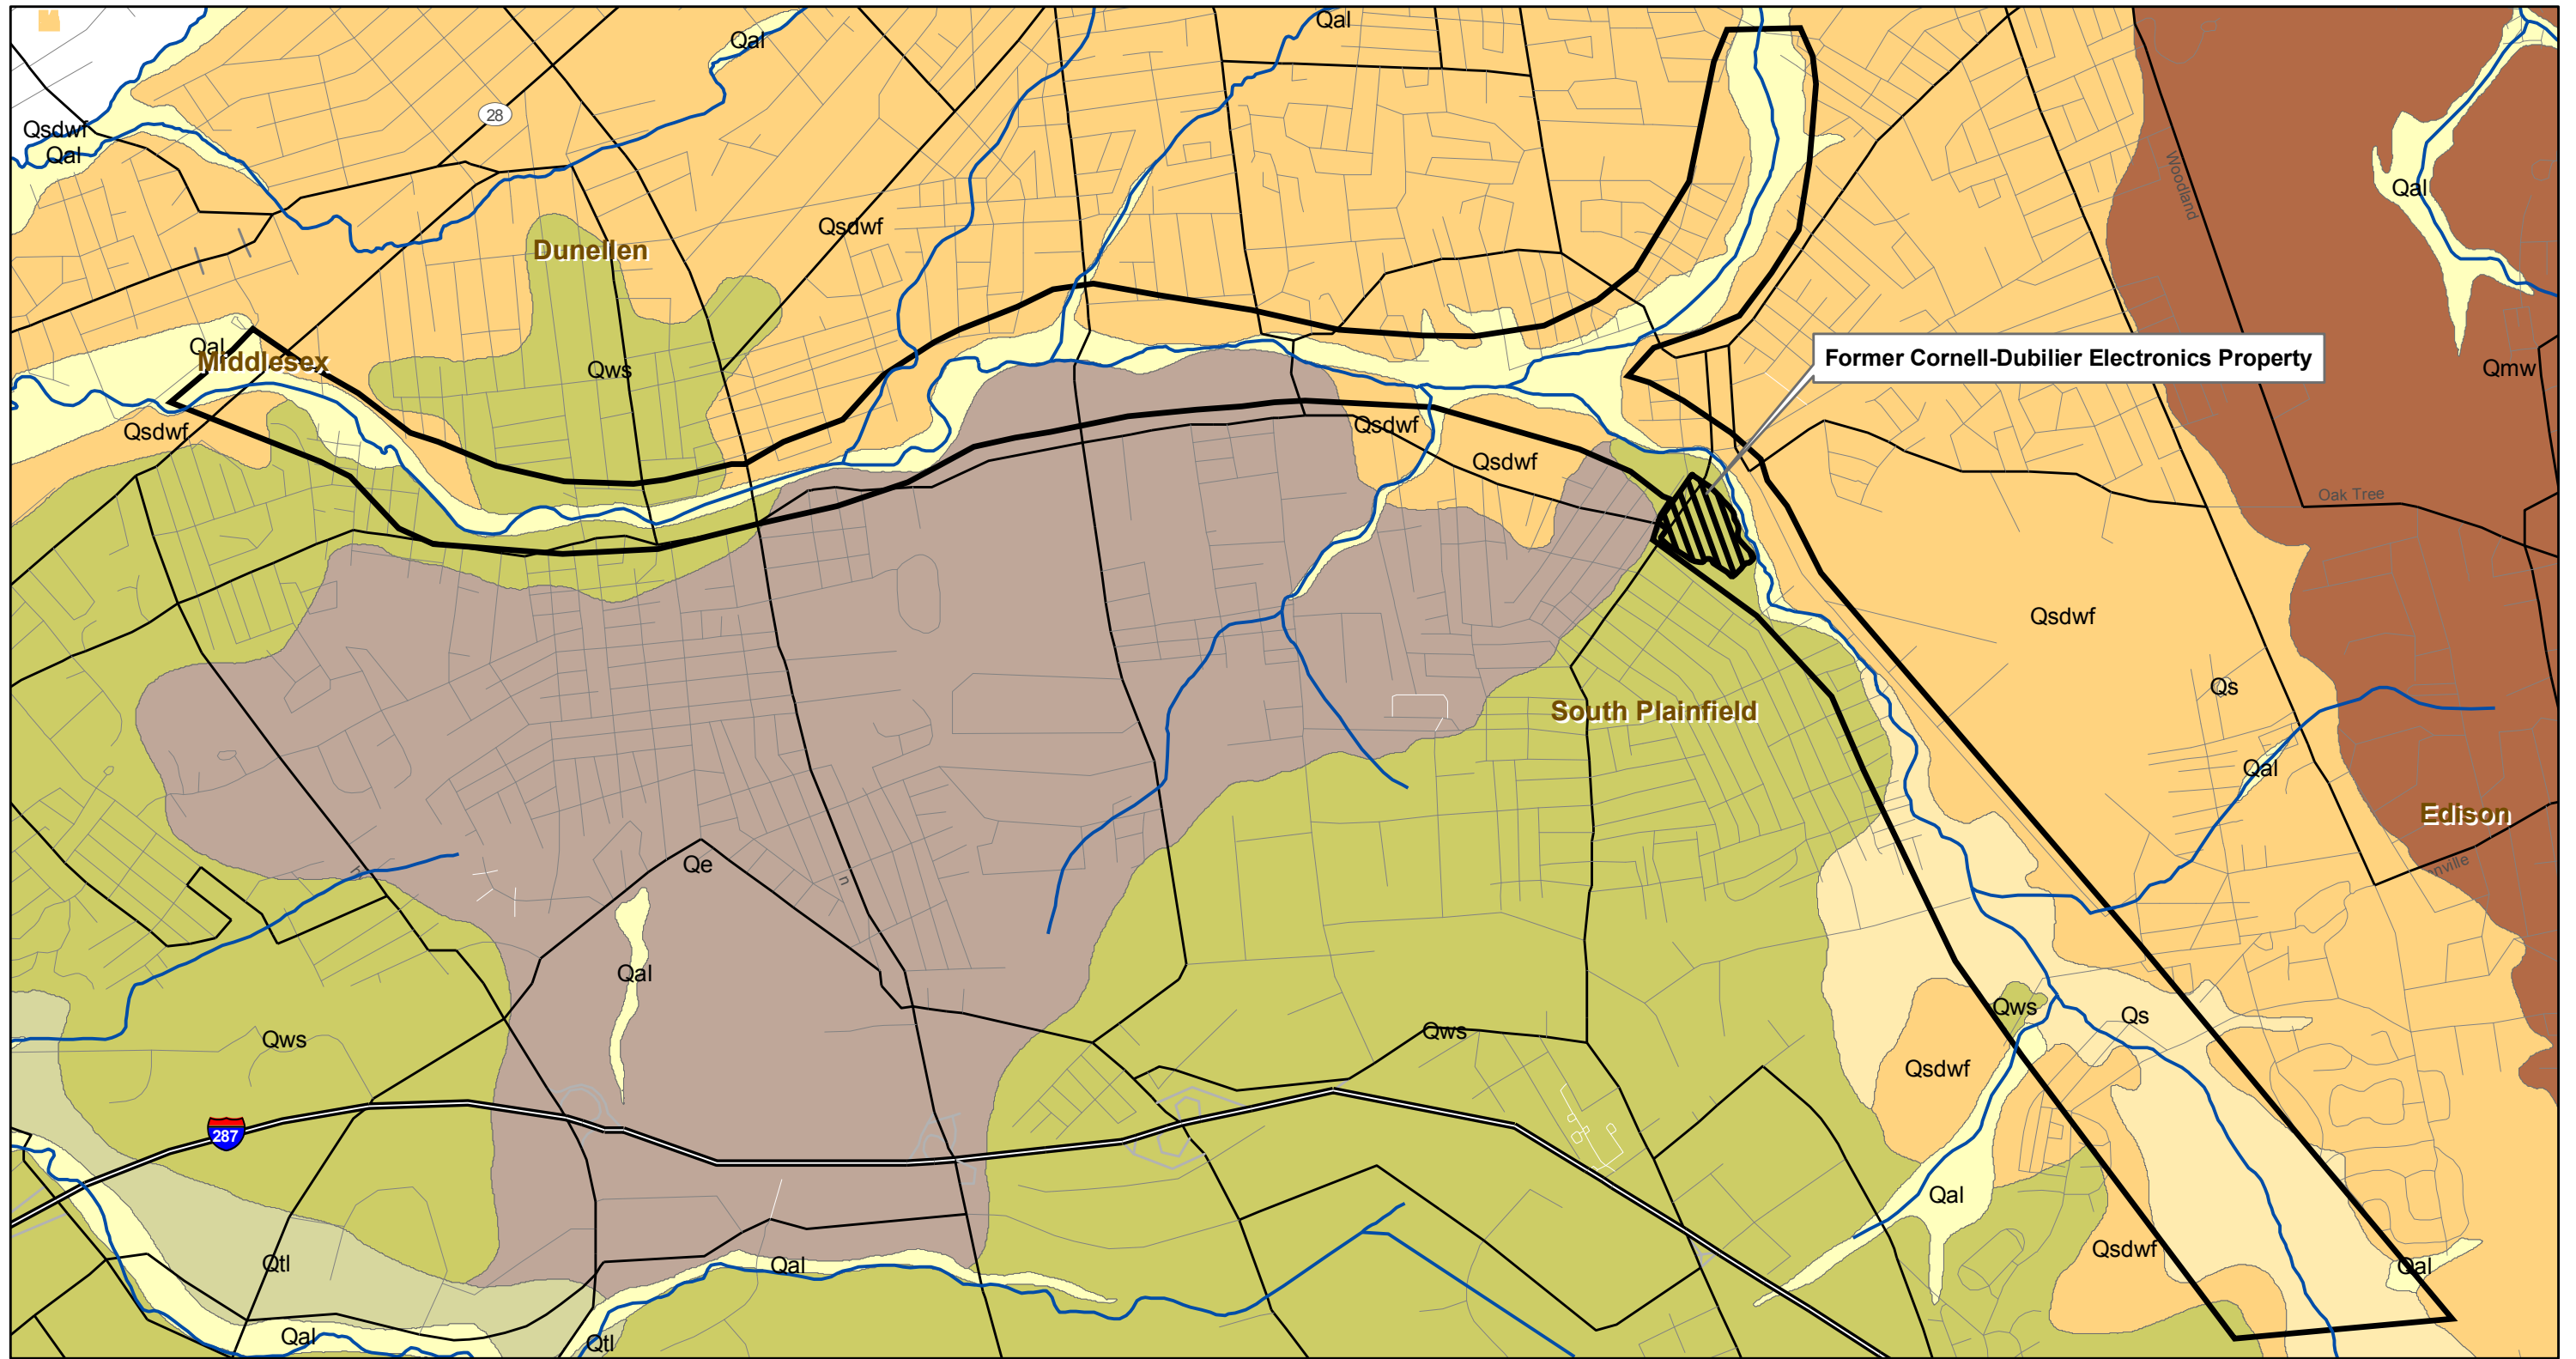 Qal
Qal
28
Qsdwf
Qal
Woodland
Qal
Qsdwf
Dunellen
Qal
Middlesex
Former Cornell-Dubilier Electronics Property
Qws
Qmw
Qsdwf
Qsdwf
Qsdwf
Oak Tree
Qsdwf
Qs
South Plainfield
Qal
Edison
Qe
n
Qal
Qws
Qws
Qws
Qs
Qsdwf
287
Qal
Qtl
Qal
Qsdwf
Qal
Qal
Qtl